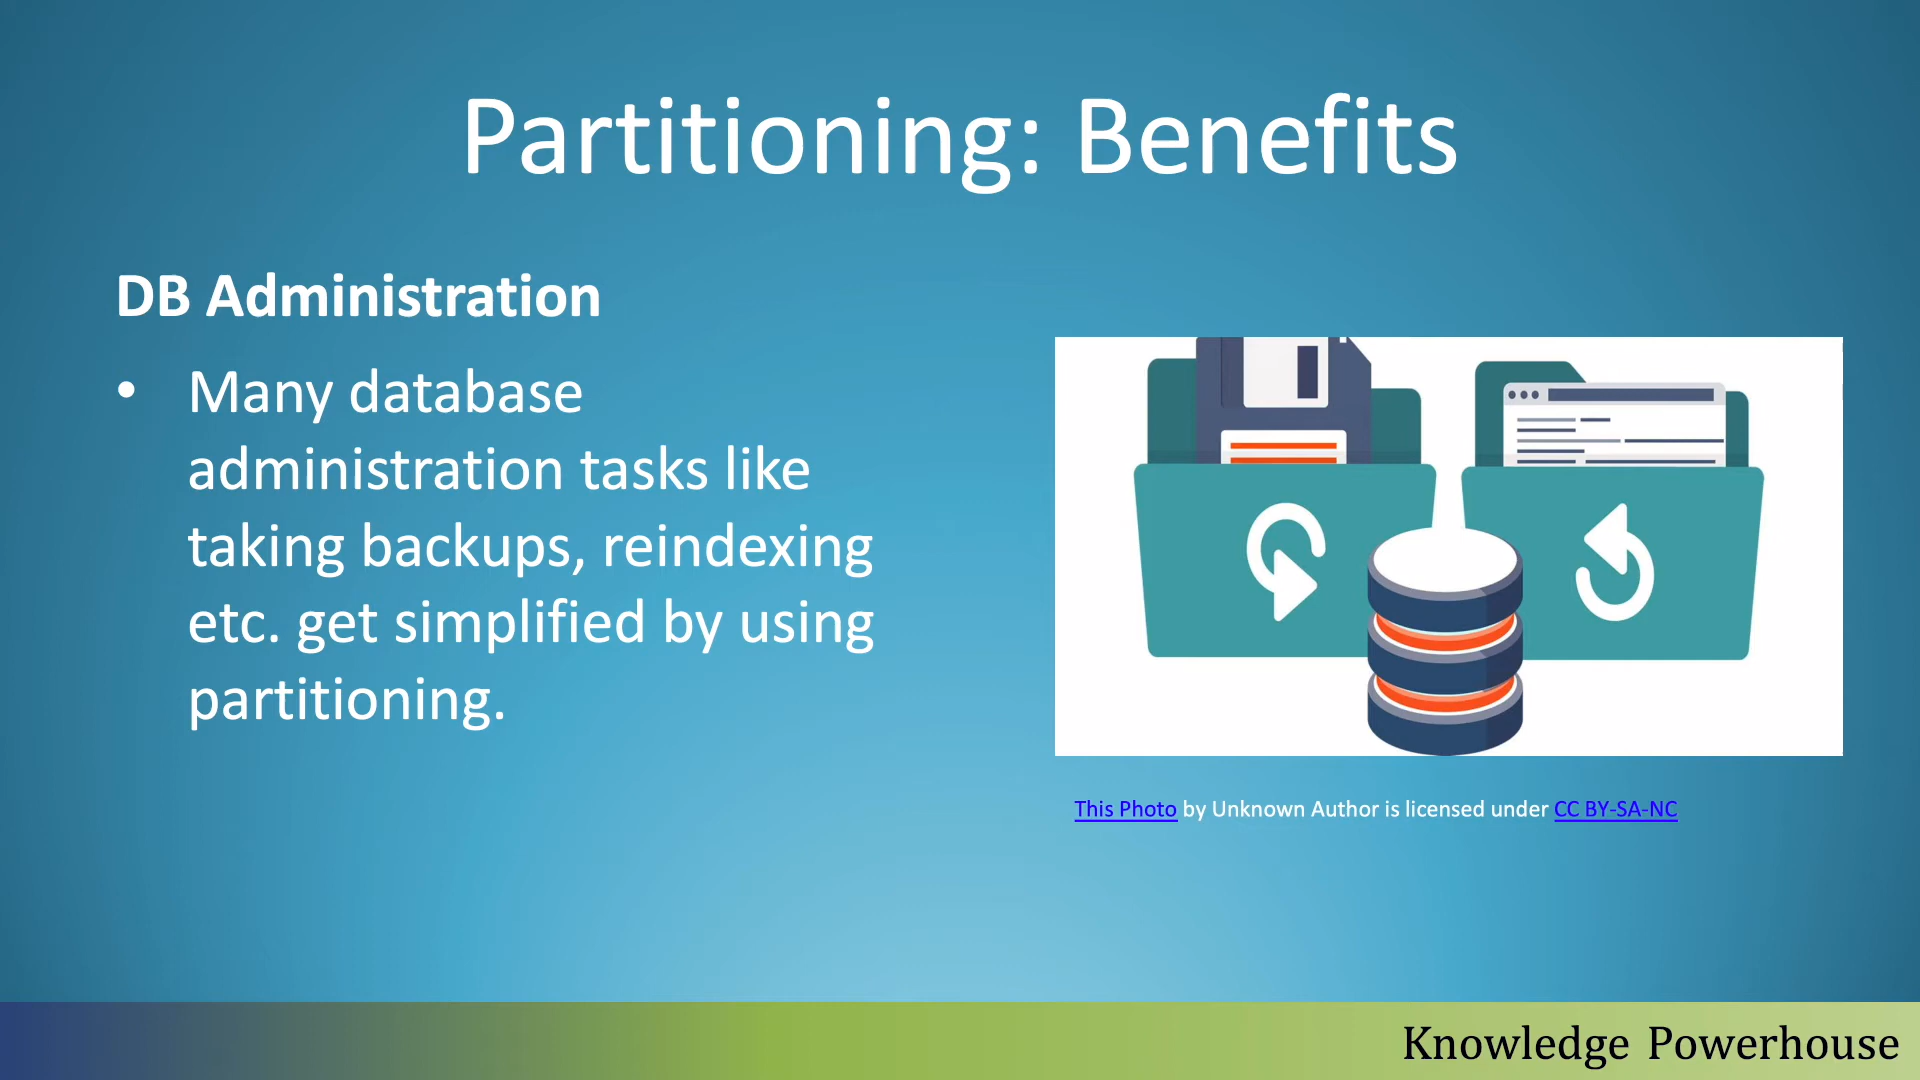 Partitioning: Benefits
DB Administration
• Many database
administration tasks like
taking backups, reindexing
etc. get simplified by using
partitioning.
This Photo by Unknown Author is licensed under CC BY-SA-NC
Knowledge Powerhouse